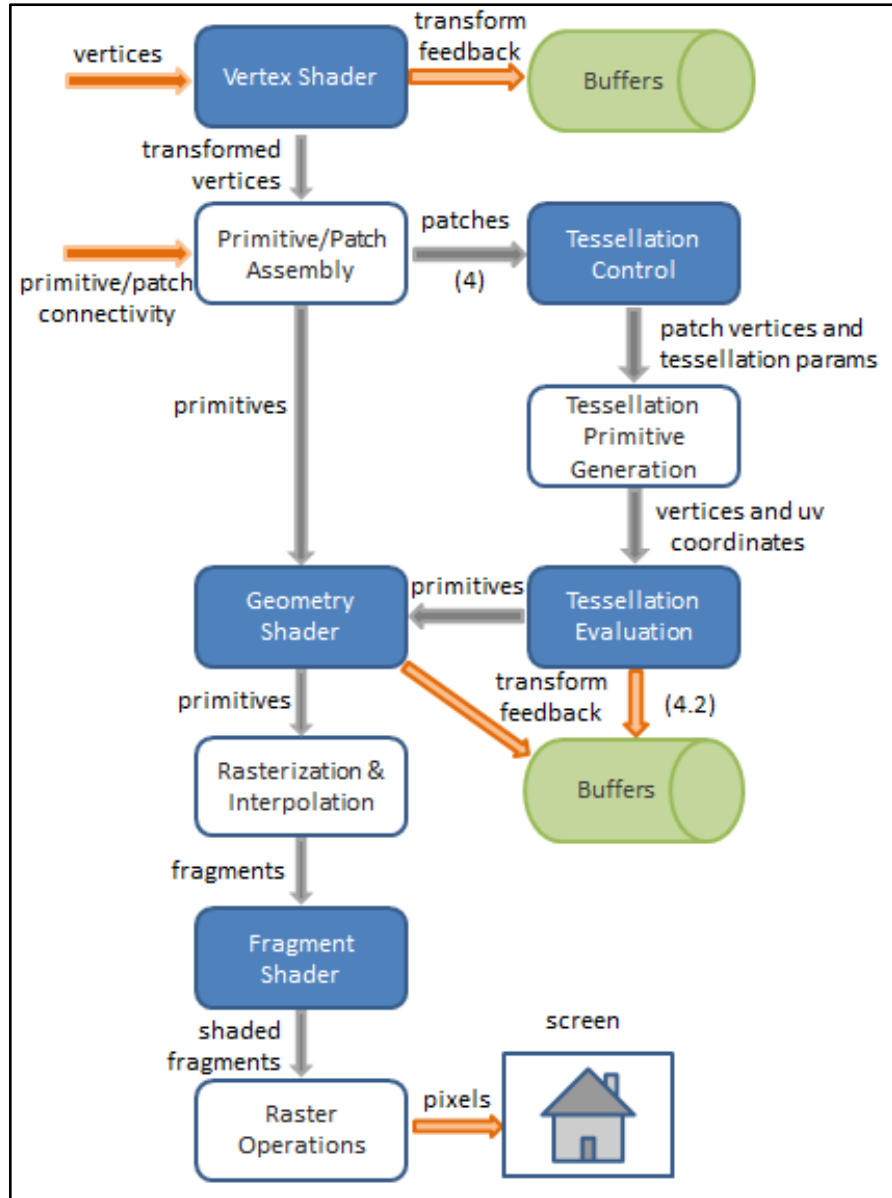 vertices
Vertex Shader
transform
feedback
Buffers
transformed
vertices
primitive/patch
connectivity
Primitive/Patch
Assembly
patches
(4)
Tessellation
Control
patch vertices and
tessellation params
primitives
Tessellation
Primitive
Generation
vertices and uv
coordinates
Geometry
Shader
primitives
Tessellation
Evaluation
primitives
transform
feedback
(4.2)
Rasterization &
Interpolation
Buffers
fragments
Fragment
Shader
shaded
fragments
screen
Raster
Operations
pixels